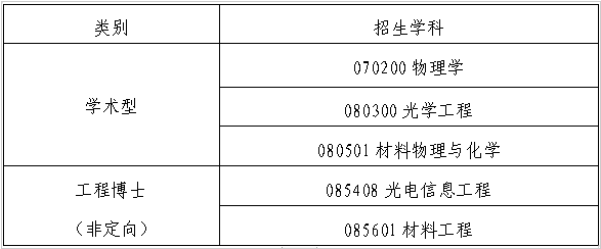 类别 招生学科
学术型
070200 物理学
080300 光学工程
080501 材料物理与化学
工程博士
（非定向）
085408 光电信息工程
085601 材料工程